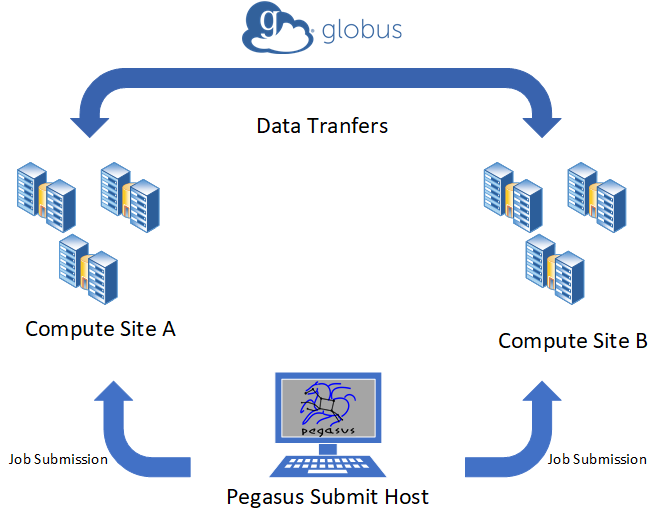 g globus
Data Tranfers
Compute Site A
Compute Site B
pegasus
Job Submission
Job Submission
Pegasus Submit Host